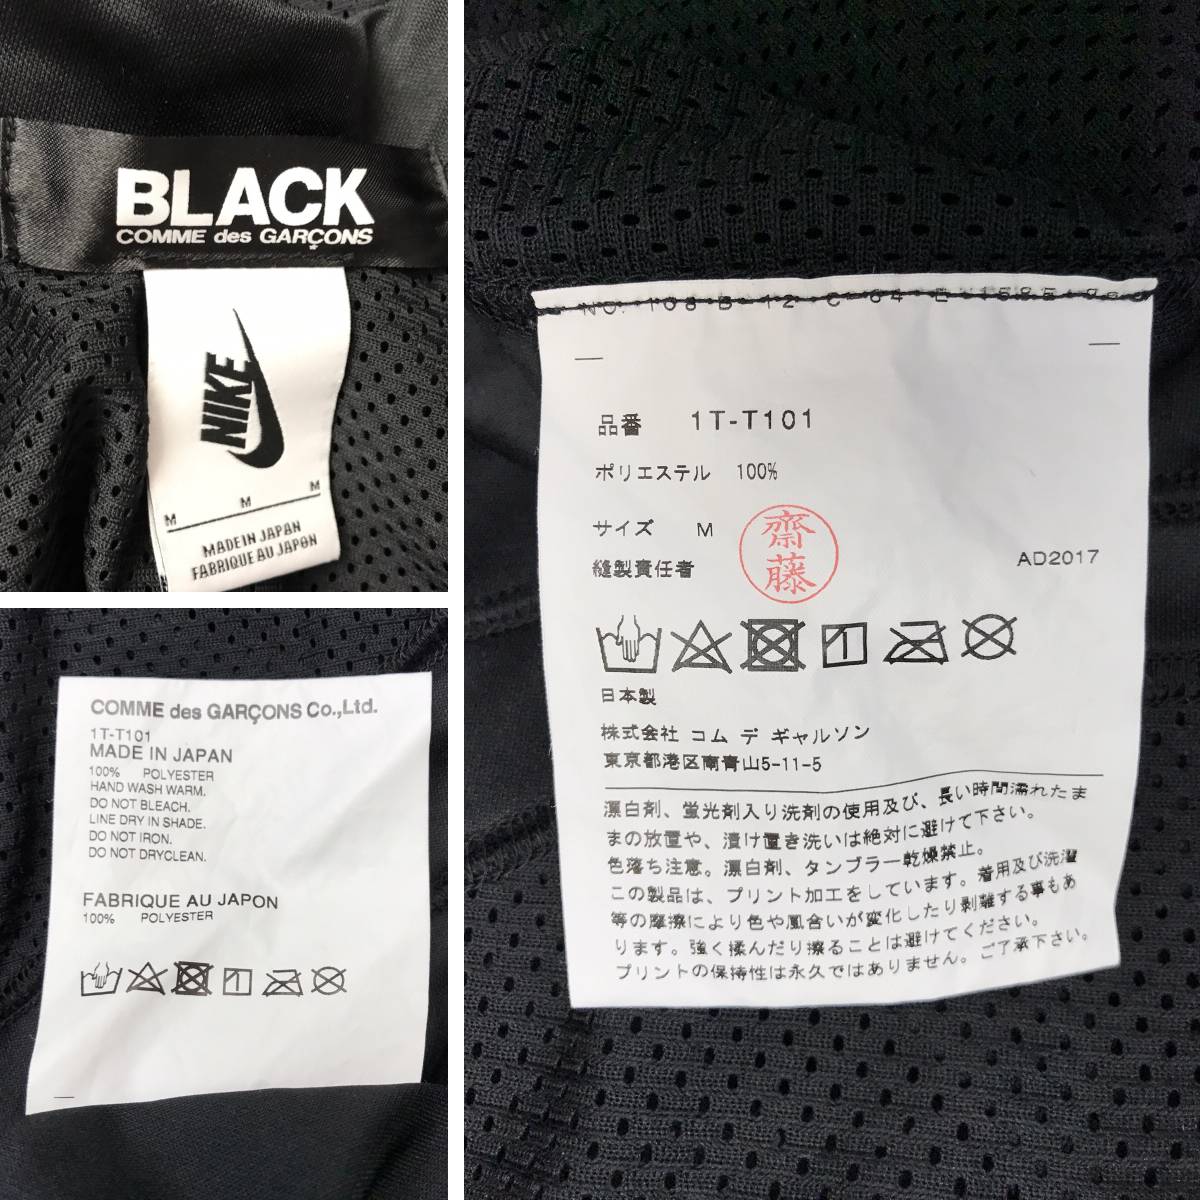 BLACK
COMME des GARÇONS
NIKE
M M M
MADE IN JAPAN
FABRIQUE AU JAPON
COMME des GARÇONS Co.,Ltd.
1T-T101
MADE IN JAPAN
100% POLYESTER
HAND WASH WARM.
DO NOT BLEACH.
LINE DRY IN SHADE.
DO NOT IRON.
DO NOT DRYCLEAN.
FABRIQUE AU JAPON
100% POLYESTER
品番 1T-T101
ポリエステル 100%
サイズ M
縫製責任者
齋藤
AD2017
日本製
株式会社 コム デ ギャルソン
東京都港区南青山5-11-5
漂白剤、蛍光剤入り洗剤の使用及び、長い時間濡れたま
まの放置や、漬け置き洗いは絶対に避けて下さい。
色落ち注意。漂白剤、タンブラー乾燥禁止。
この製品は、プリント加工をしています。着用及び洗濯
等の摩擦により色や風合いが変化したり剥離する事もあ
ります。強く揉んだり擦ることは避けてください。
プリントの保持性は永久ではありません。ご了承下さい。